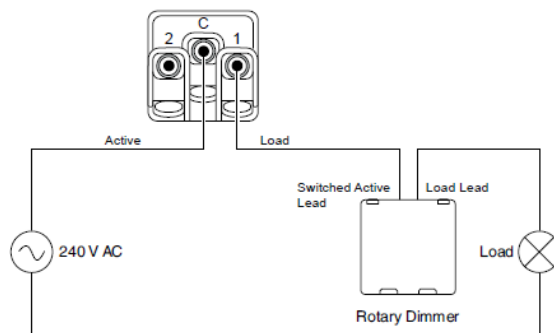 C
2 1
Active Load
Switched Active
Lead
Load Lead
240 V AC
Load
Rotary Dimmer